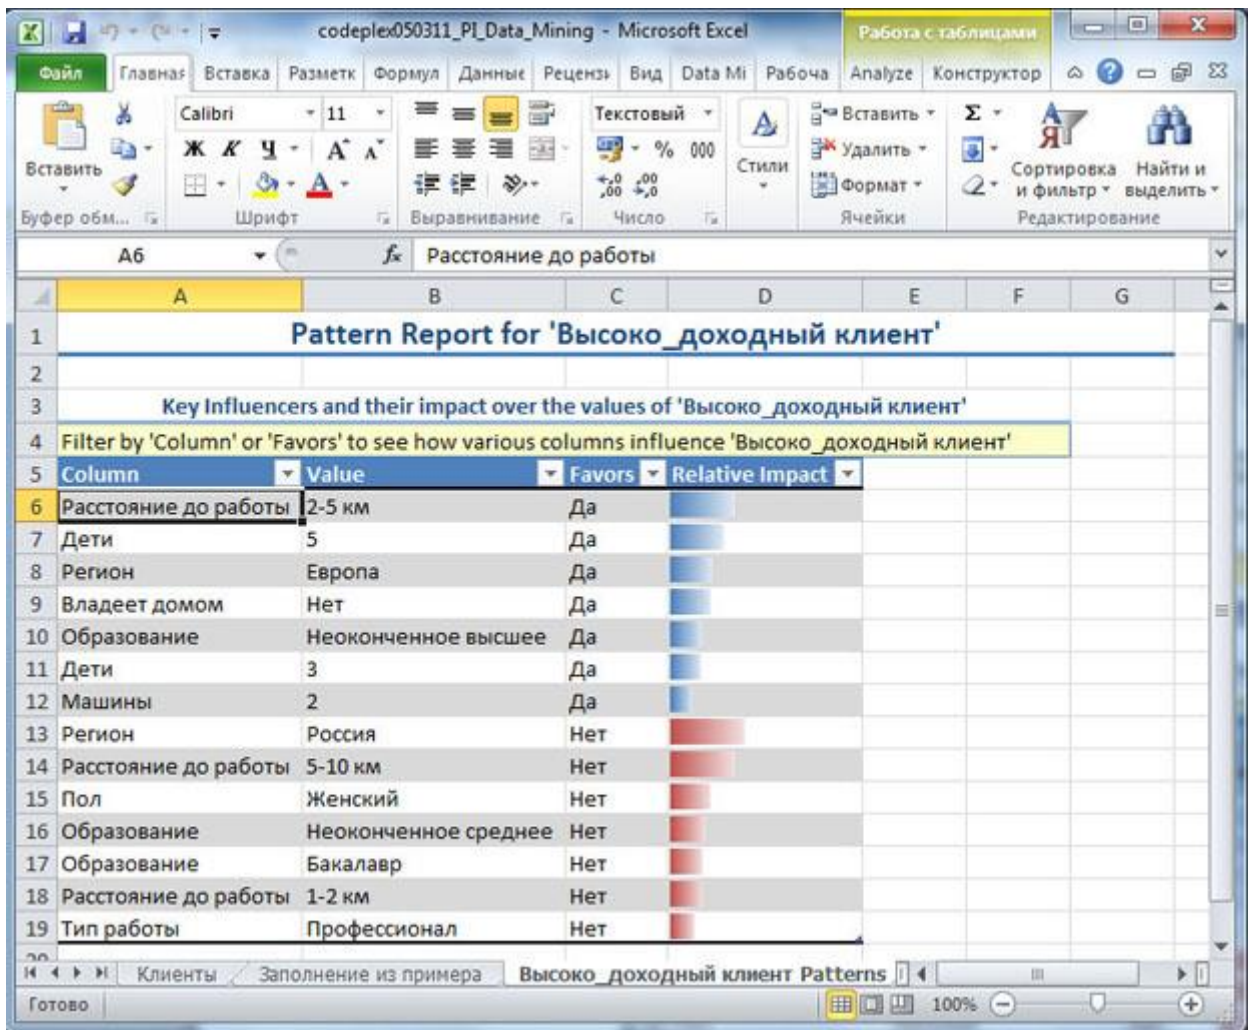 codeplex050311_PI_Data_Mining - Microsoft Excel
Работа с таблицами
Файл Главная Вставка Разметк Формул Данные Рецензи Вид Data Mi Рабоча Analyze Конструктор
Calibri 11 Текстовый Вставить
Ж К Ч % 000 Удалить
Вставить Стили Сортировка и фильтр Найти и выделить
Формат
Буфер обм... Шрифт Выравнивание Число Ячейки Редактирование
A6 fx Расстояние до работы
A B C D E F G
1 Pattern Report for 'Высоко_доходный клиент'
2
3 Key Influencers and their impact over the values of 'Высоко_доходный клиент'
4 Filter by 'Column' or 'Favors' to see how various columns influence 'Высоко_доходный клиент'
5 Column Value Favors Relative Impact
6 Расстояние до работы 2-5 км Да
7 Дети 5 Да
8 Регион Европа Да
9 Владеет домом Нет Да
10 Образование Неоконченное высшее Да
11 Дети 3 Да
12 Машины 2 Да
13 Регион Россия Нет
14 Расстояние до работы 5-10 км Нет
15 Пол Женский Нет
16 Образование Неоконченное среднее Нет
17 Образование Бакалавр Нет
18 Расстояние до работы 1-2 км Нет
19 Тип работы Профессионал Нет
Клиенты Заполнение из примера Высоко_доходный клиент Patterns
Готово 100%